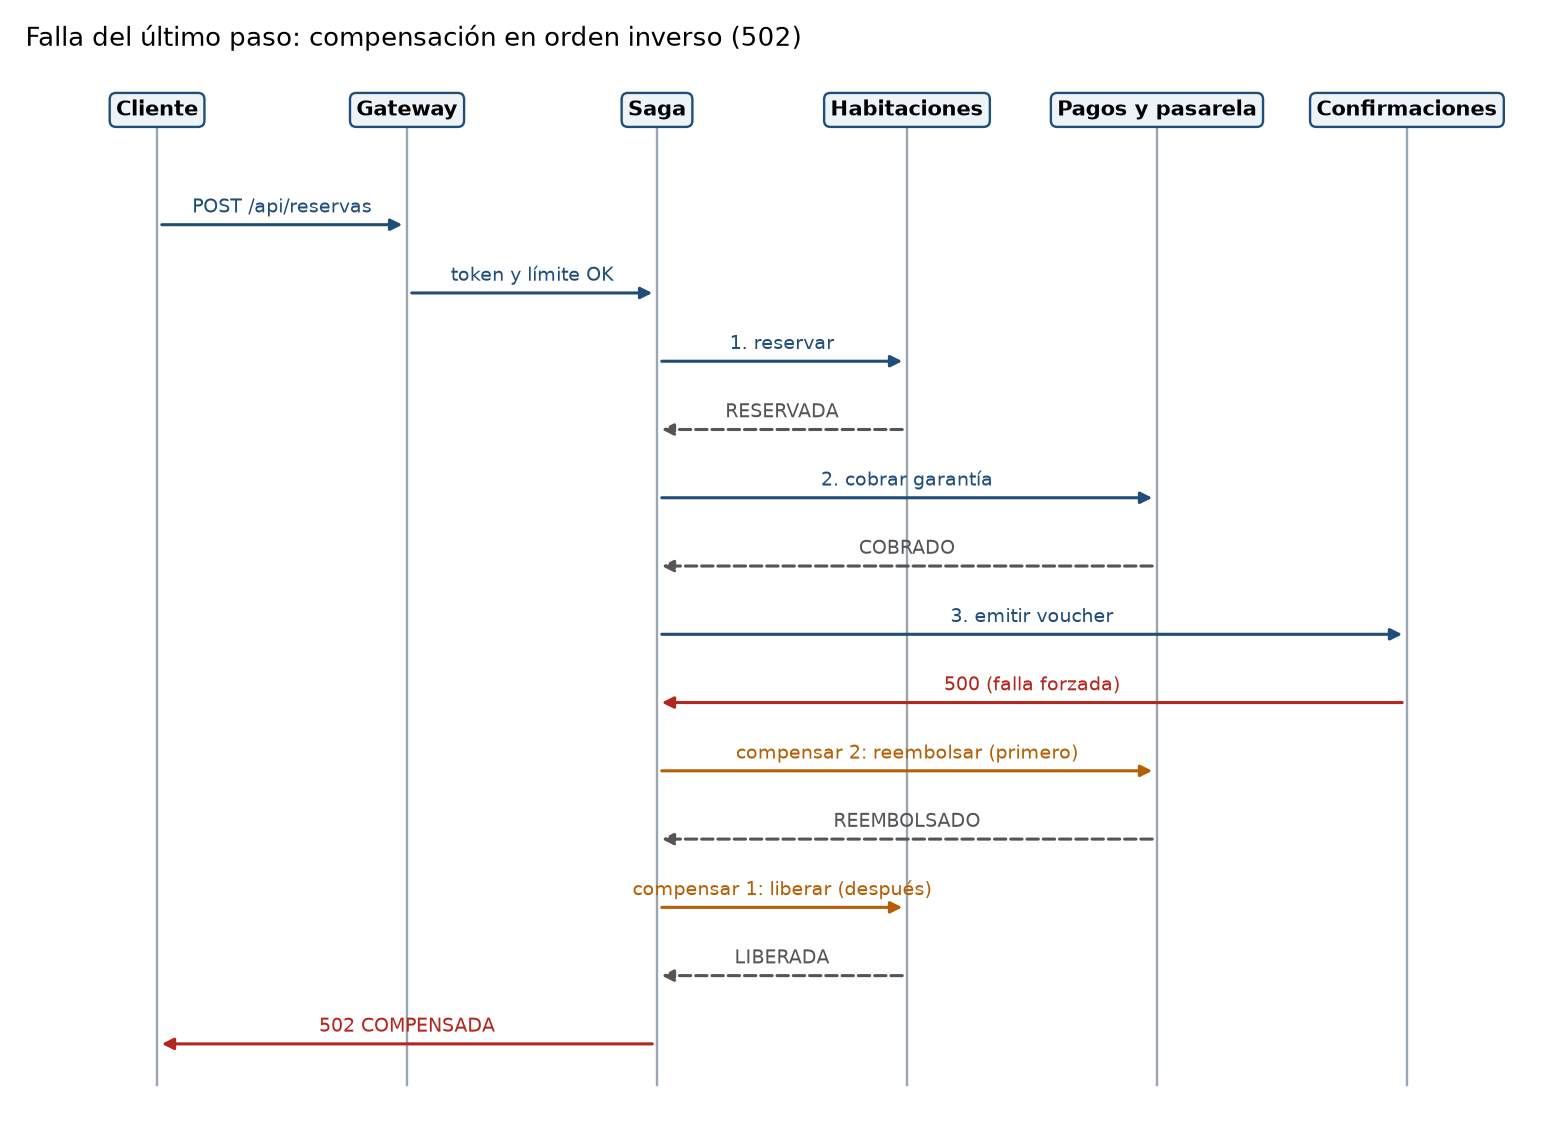 Falla del último paso: compensación en orden inverso (502)
Cliente
Gateway
Saga
Habitaciones
Pagos y pasarela
Confirmaciones
POST /api/reservas
token y límite OK
1. reservar
RESERVADA
2. cobrar garantía
COBRADO
3. emitir voucher
500 (falla forzada)
compensar 2: reembolsar (primero)
REEMBOLSADO
compensar 1: liberar (después)
LIBERADA
502 COMPENSADA